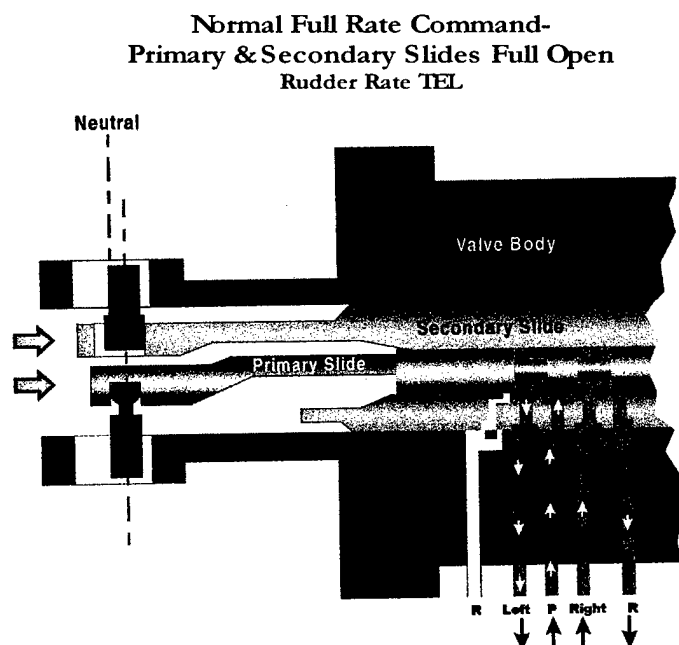 Normal Full Rate Command-
Primary & Secondary Slides Full Open
Rudder Rate TEL
Neutral
Valve Body
Secondary Slide
Primary Slide
R Left P Right R